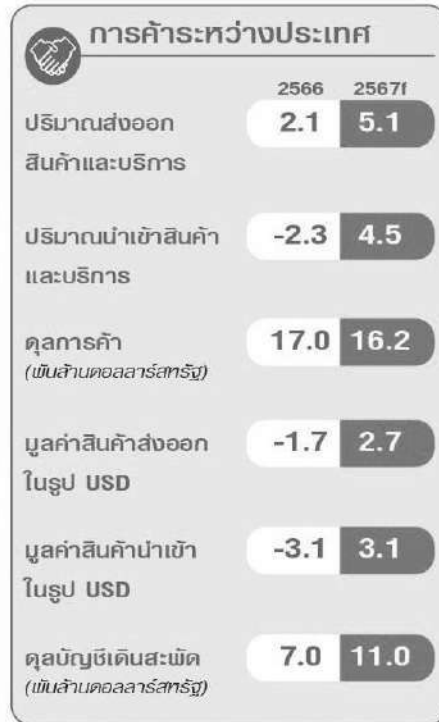 การค้าระหว่างประเทศ
2566 2567f
ปริมาณส่งออก 2.1 5.1
สินค้าและบริการ
ปริมาณนำเข้าสินค้า -2.3 4.5
และบริการ
ดุลการค้า 17.0 16.2
(พันล้านดอลลาร์สหรัฐ)
มูลค่าสินค้าส่งออก -1.7 2.7
ในรูป USD
มูลค่าสินค้านำเข้า -3.1 3.1
ในรูป USD
ดุลบัญชีเดินสะพัด 7.0 11.0
(พันล้านดอลลาร์สหรัฐ)